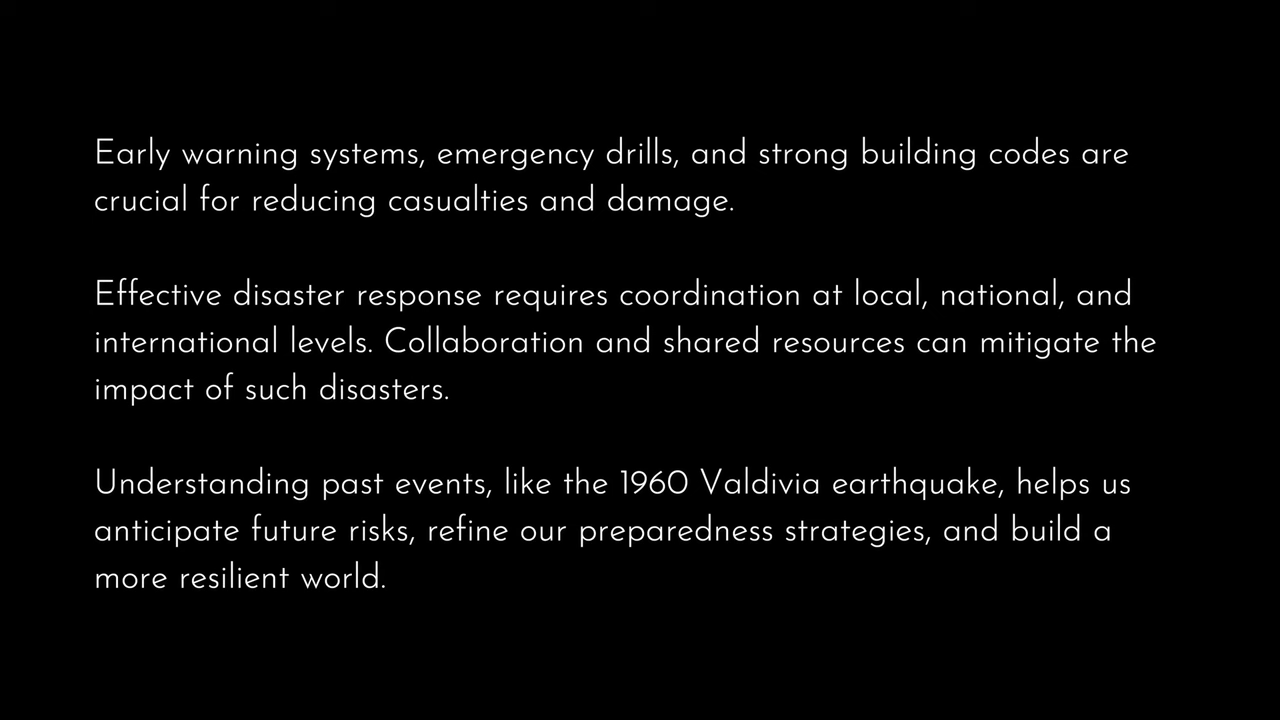 Early warning systems, emergency drills, and strong building codes are
crucial for reducing casualties and damage.
Effective disaster response requires coordination at local, national, and
international levels. Collaboration and shared resources can mitigate the
impact of such disasters.
Understanding past events, like the 1960 Valdivia earthquake, helps us
anticipate future risks, refine our preparedness strategies, and build a
more resilient world.